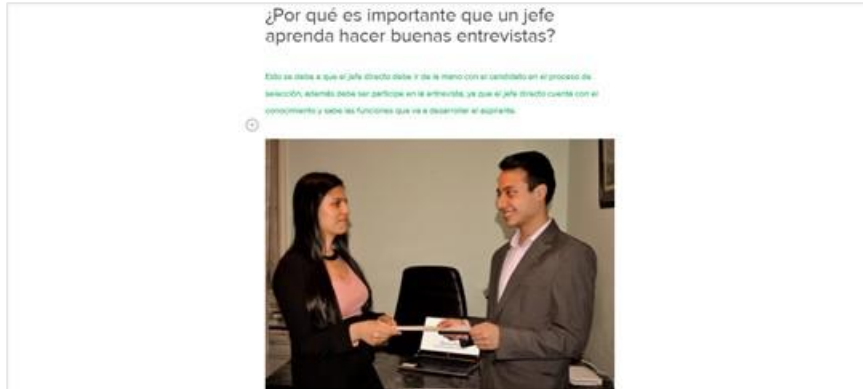 ¿Por qué es importante que un jefe
aprenda hacer buenas entrevistas?
Esto se debe a que el jefe directo debe ir de la mano con el candidato en el proceso de
selección, además debe ser participe en la entrevista, ya que el jefe directo cuenta con el
conocimiento y sabe las funciones que va a desarrollar el aspirante.